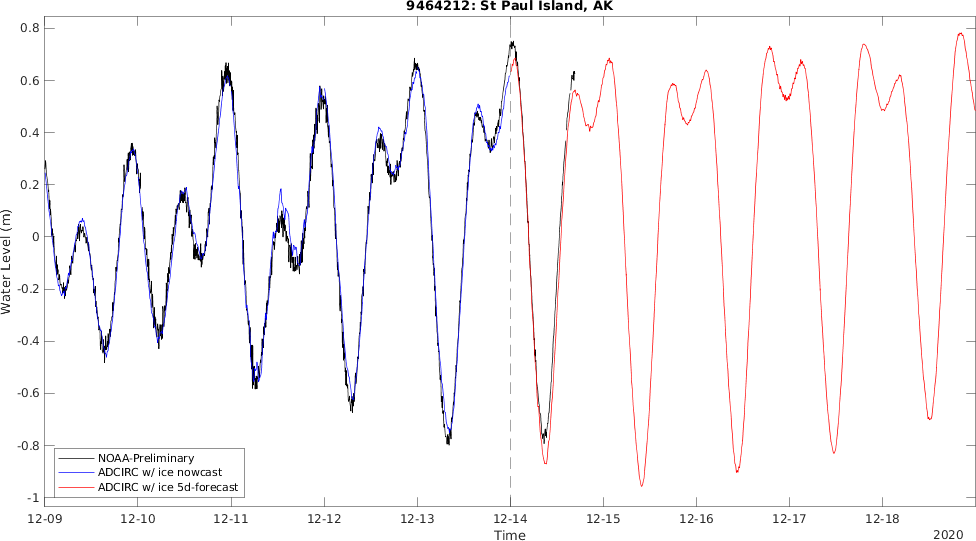 9464212: St Paul Island, AK
0.8
0.6
0.4
0.2
0
-0.2
-0.4
-0.6
-0.8
-1
Water Level (m)
NOAA-Preliminary
ADCIRC w/ ice nowcast
ADCIRC w/ ice 5d-forecast
12-09 12-10 12-11 12-12 12-13 12-14 12-15 12-16 12-17 12-18
Time
2020